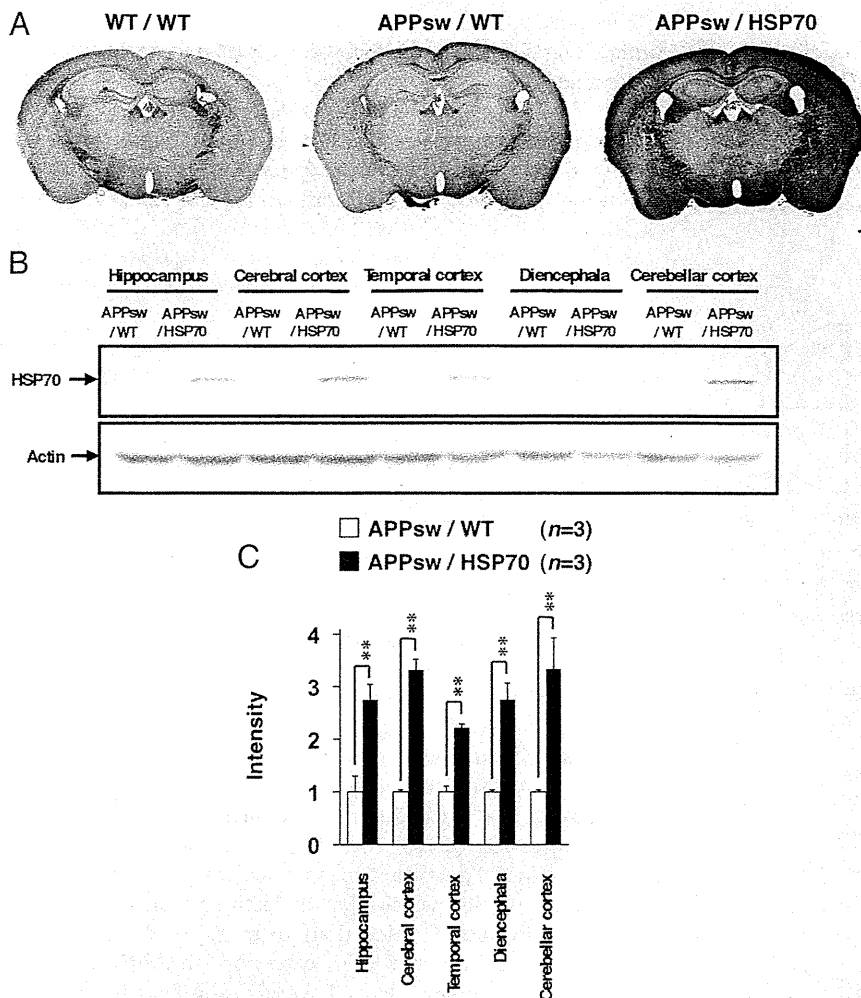 A
WT / WT
APPsw / WT
APPsw / HSP70
B
Hippocampus Cerebral cortex Temporal cortex Diencephala Cerebellar cortex
APPsw APPsw APPsw APPsw APPsw APPsw APPsw APPsw APPsw APPsw
/WT /HSP70 /WT /HSP70 /WT /HSP70 /WT /HSP70 /WT /HSP70
HSP70
Actin
C
APPsw / WT (n=3)
APPsw / HSP70 (n=3)
Intensity
4
3
2
1
0
** ** ** ** **
Hippocampus
Cerebral cortex
Temporal cortex
Diencephala
Cerebellar cortex